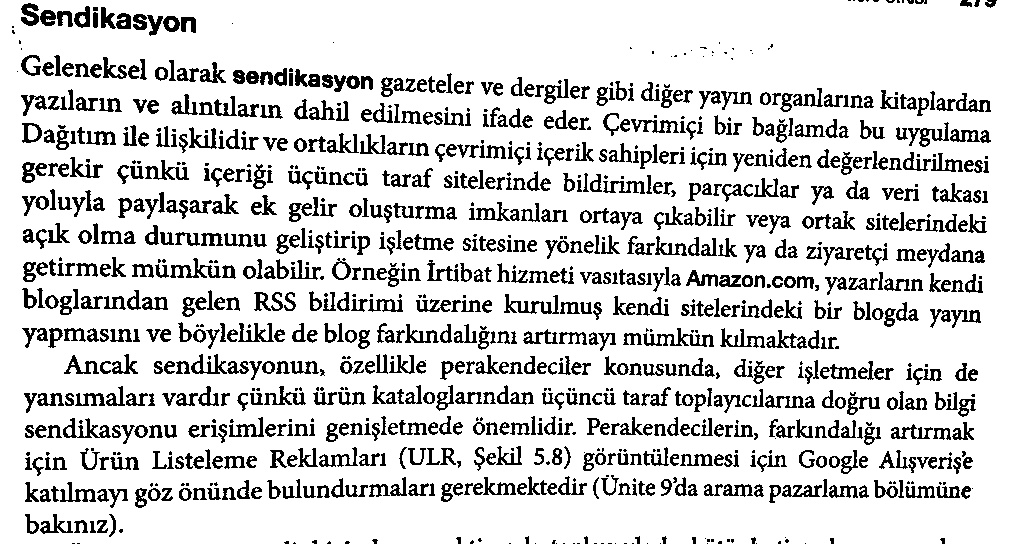 279
Sendikasyon
Geleneksel olarak sendikasyon gazeteler ve dergiler gibi diğer yayın organlarına kitaplardan
yazıların ve alıntıların dahil edilmesini ifade eder. Çevrimiçi bir bağlamda bu uygulama
Dağıtım ile ilişkilidir ve ortaklıkların çevrimiçi içerik sahipleri için yeniden değerlendirilmesi
gerekir çünkü içeriği üçüncü taraf sitelerinde bildirimler, parçacıklar ya da veri takası
yoluyla paylaşarak ek gelir oluşturma imkanları ortaya çıkabilir veya ortak sitelerindeki
açık olma durumunu geliştirip işletme sitesine yönelik farkındalık ya da ziyaretçi meydana
getirmek mümkün olabilir. Örneğin İrtibat hizmeti vasıtasıyla Amazon.com, yazarların kendi
bloglarından gelen RSS bildirimi üzerine kurulmuş kendi sitelerindeki bir blogda yayın
yapmasını ve böylelikle de blog farkındalığını artırmayı mümkün kılmaktadır.
Ancak sendikasyonun, özellikle perakendeciler konusunda, diğer işletmeler için de
yansımaları vardır çünkü ürün kataloglarından üçüncü taraf toplayıcılarına doğru olan bilgi
sendikasyonu erişimlerini genişletmede önemlidir. Perakendecilerin, farkındalığı artırmak
için Ürün Listeleme Reklamları (ULR, Şekil 5.8) görüntülenmesi için Google Alışveriş'e
katılmayı göz önünde bulundurmaları gerekmektedir (Ünite 9'da arama pazarlama bölümüne
bakınız).